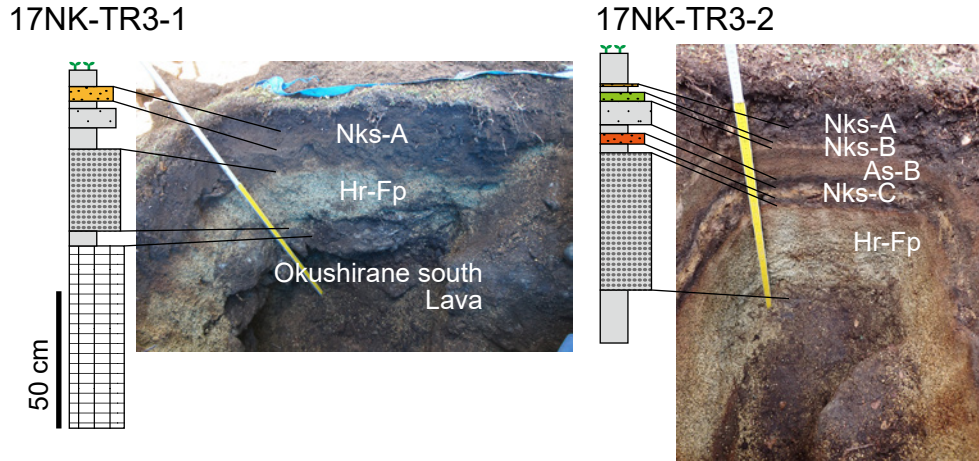 17NK-TR3-1
Nks-A
Hr-Fp
Okushirane south
Lava
50 cm
17NK-TR3-2
Nks-A
Nks-B
As-B
Nks-C
Hr-Fp